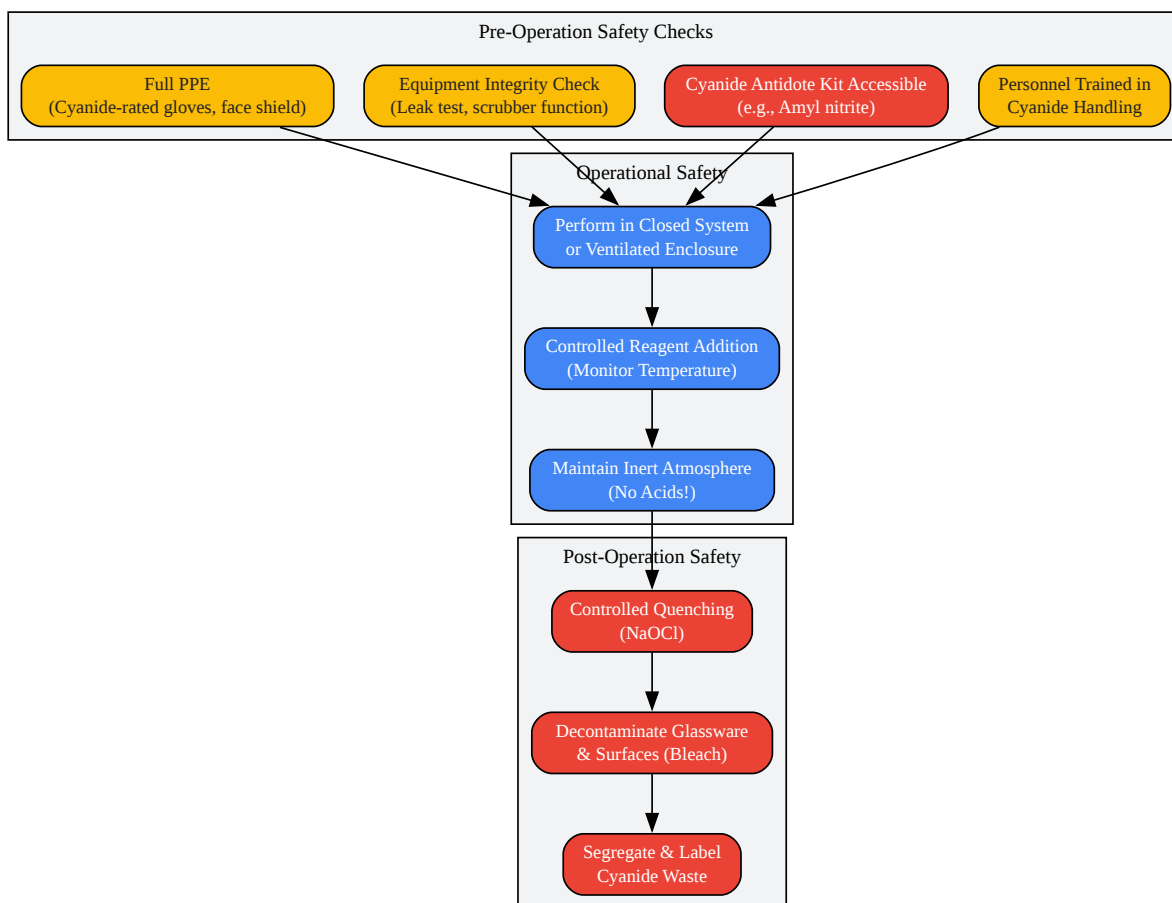 Pre-Operation Safety Checks
Full PPE
(Cyanide-rated gloves, face shield)
Equipment Integrity Check
(Leak test, scrubber function)
Cyanide Antidote Kit Accessible
(e.g., Amyl nitrite)
Personnel Trained in
Cyanide Handling
Operational Safety
Perform in Closed System
or Ventilated Enclosure
Controlled Reagent Addition
(Monitor Temperature)
Maintain Inert Atmosphere
(No Acids!)
Post-Operation Safety
Controlled Quenching
(NaOCl)
Decontaminate Glassware
& Surfaces (Bleach)
Segregate & Label
Cyanide Waste